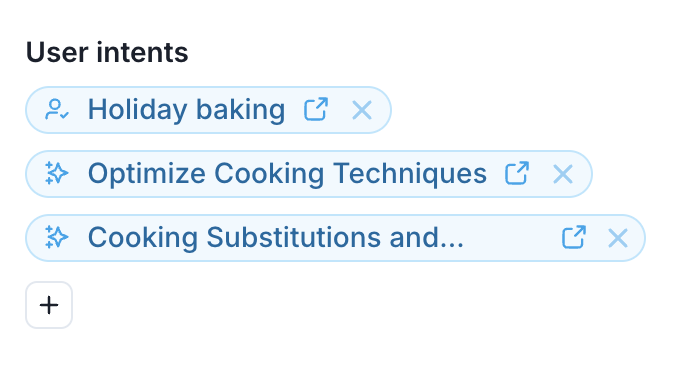 User intents
Holiday baking
Optimize Cooking Techniques
Cooking Substitutions and...